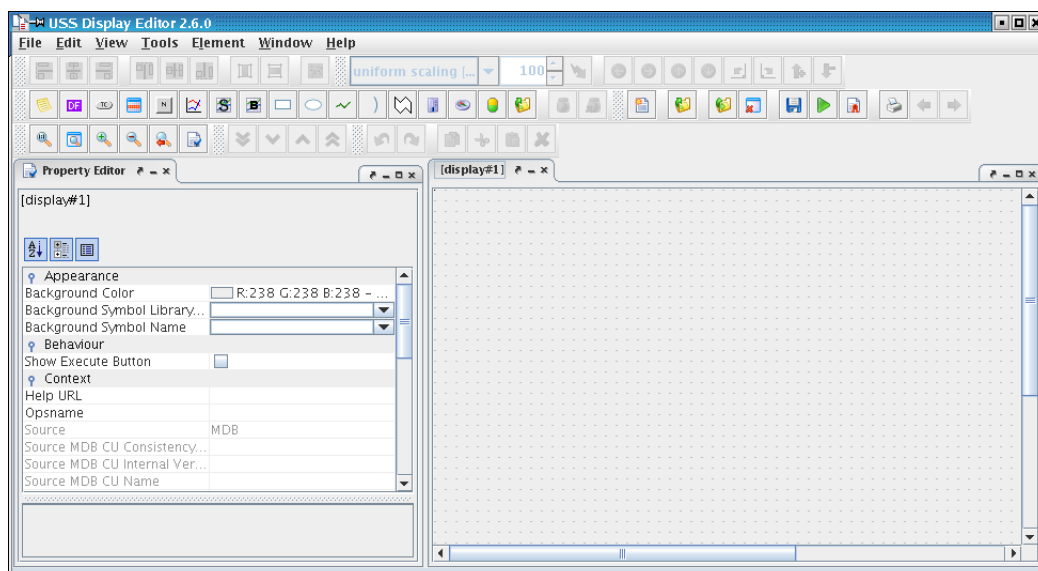 USS Display Editor 2.6.0
File Edit View Tools Element Window Help
uniform scaling (... 100
DF TC N S B
Property Editor
[display#1]
[display#1]
Appearance
Background Color R:238 G:238 B:238 – ...
Background Symbol Library...
Background Symbol Name
Behaviour
Show Execute Button
Context
Help URL
Opsname
Source MDB
Source MDB CU Consistency...
Source MDB CU Internal Ver...
Source MDB CU Name